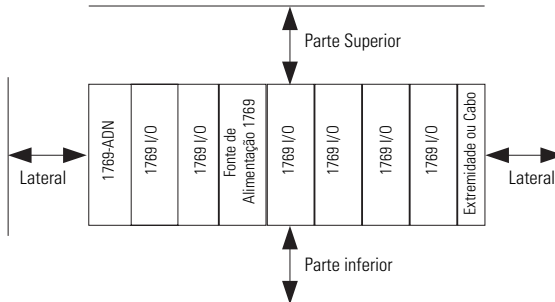 Parte Superior
Lateral
1769-ADN
1769 I/O
1769 I/O
Fonte de
Alimentação 1769
1769 I/O
1769 I/O
1769 I/O
1769 I/O
Extremidade ou Cabo
Lateral
Parte inferior